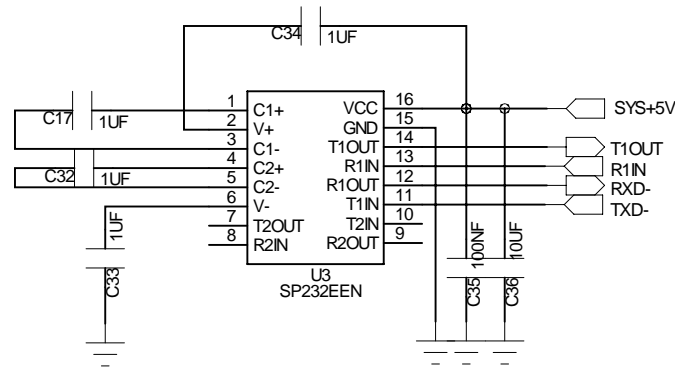 C34 1UF
C17 1UF
C32 1UF
1UF
C33
1 C1+ VCC 16 SYS+5V
2 V+ GND 15
3 C1- T1OUT 14 T1OUT
4 C2+ R1IN 13 R1IN
5 C2- R1OUT 12 RXD-
6 V- T1IN 11 TXD-
7 T2OUT T2IN 10
8 R2IN R2OUT 9
U3
SP232EEN
100NF
C35
10UF
C36